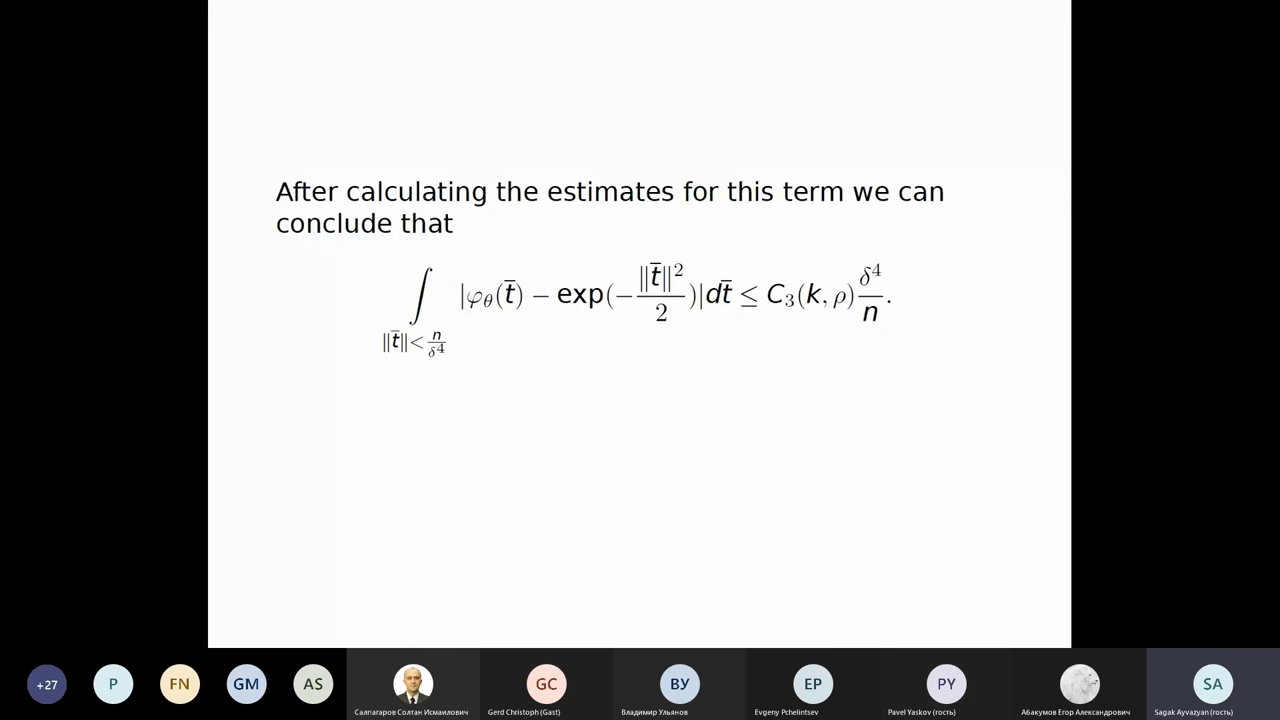 After calculating the estimates for this term we can
conclude that
∫_{‖t̄‖<n/δ⁴} |φ_θ(t̄) − exp(−‖t̄‖²/2)|dt̄ ≤ C₃(k, ρ) δ⁴/n.
+27 P FN GM AS GC ВУ EP PY SA
Салпагаров Солтан Исмаилович Gerd Christoph (Gast) Владимир Ульянов Evgeny Pchelintsev Pavel Yaskov (гость) Абакумов Егор Александрович Sagak Ayvazyan (гость)